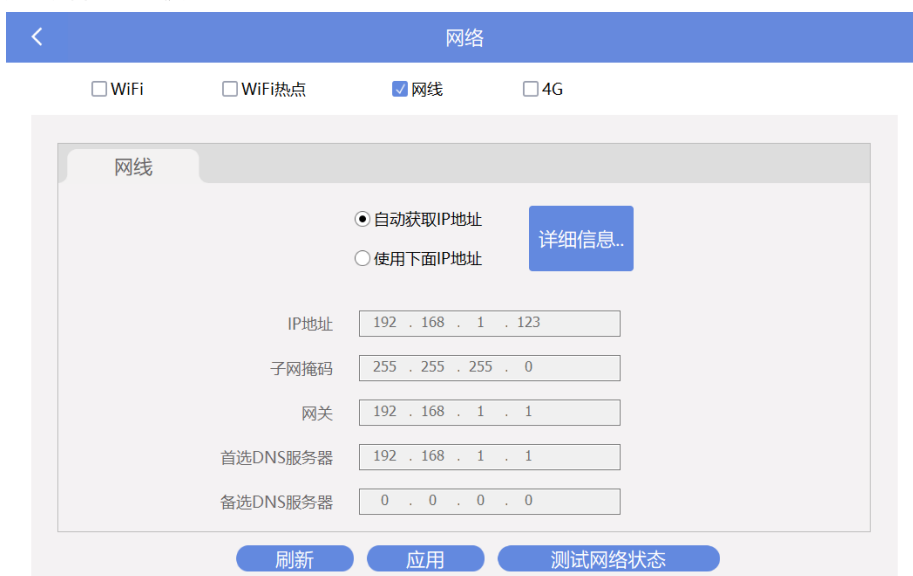 网络
WiFi WiFi热点 网线 4G
网线
自动获取IP地址
详细信息..
使用下面IP地址
IP地址 192 . 168 . 1 . 123
子网掩码 255 . 255 . 255 . 0
网关 192 . 168 . 1 . 1
首选DNS服务器 192 . 168 . 1 . 1
备选DNS服务器 0 . 0 . 0 . 0
刷新 应用 测试网络状态